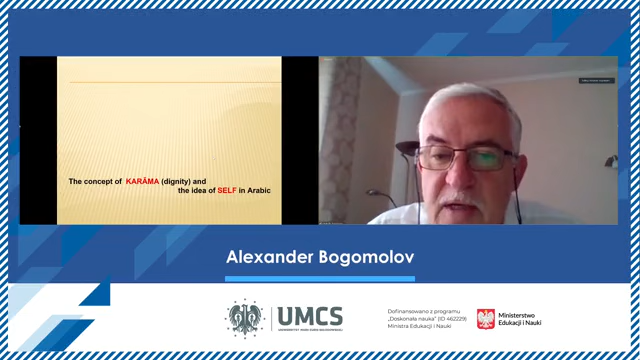 The concept of KARĀMA (dignity) and
the idea of SELF in Arabic
Alexander Bogomolov
UMCS
Dofinansowano z programu
„Doskonała nauka” (ID 462229)
Ministra Edukacji i Nauki
Ministerstwo
Edukacji i Nauki